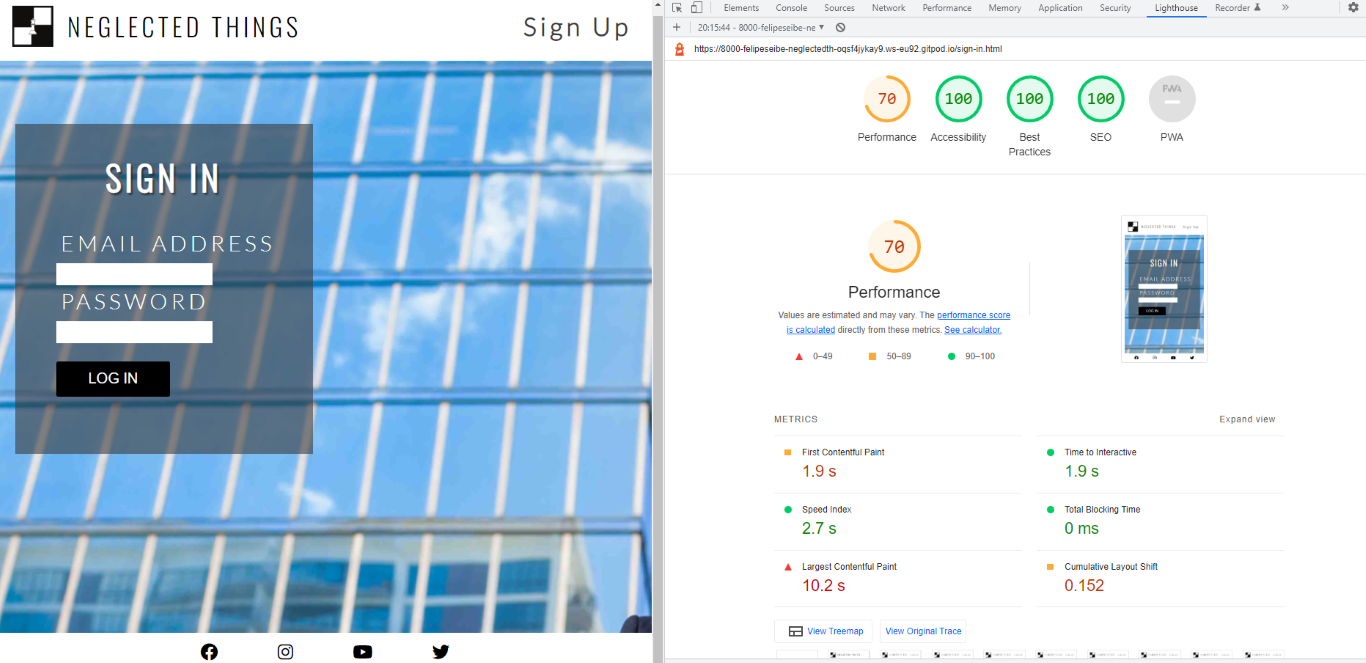 NEGLECTED THINGS
Sign Up
SIGN IN
EMAIL ADDRESS
PASSWORD
LOG IN
Elements Console Sources Network Performance Memory Application Security Lighthouse Recorder
20:15:44 - 8000-felipeseibe-ne
https://8000-felipeseibe-neglectedth-oqsf4jykay9.ws-eu92.gitpod.io/sign-in.html
70 100 100 100 PWA
Performance Accessibility Best Practices SEO PWA
70
Performance
Values are estimated and may vary. The performance score
is calculated directly from these metrics. See calculator.
0–49 50–89 90–100
NEGLECTED THINGS Sign Up
SIGN IN
EMAIL ADDRESS
PASSWORD
LOG IN
METRICS Expand view
First Contentful Paint
1.9 s
Time to Interactive
1.9 s
Speed Index
2.7 s
Total Blocking Time
0 ms
Largest Contentful Paint
10.2 s
Cumulative Layout Shift
0.152
View Treemap View Original Trace